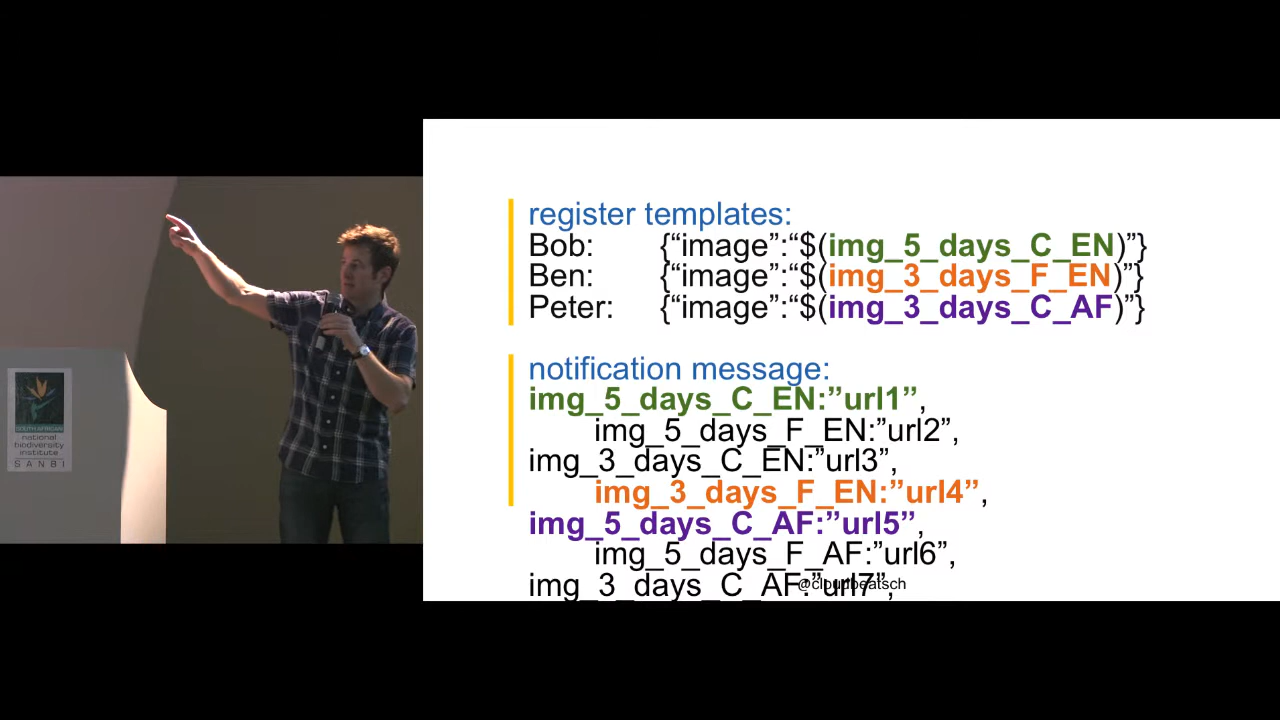 register templates:
Bob: {“image”:“$(img_5_days_C_EN)”}
Ben: {“image”:“$(img_3_days_F_EN)”}
Peter: {“image”:“$(img_3_days_C_AF)”}
notification message:
img_5_days_C_EN:”url1”,
img_5_days_F_EN:”url2”,
img_3_days_C_EN:”url3”,
img_3_days_F_EN:”url4”,
img_5_days_C_AF:”url5”,
img_5_days_F_AF:”url6”,
img_3_days_C_AF:”url7”,
@cloudbeatsch
SOUTH AFRICAN
national
biodiversity
institute
SANBI